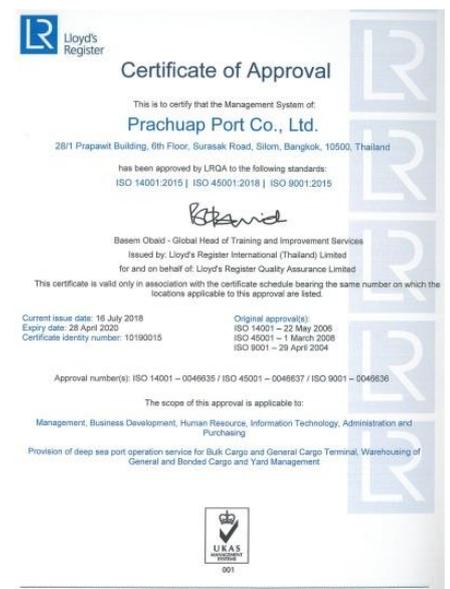 LR
Lloyd's
Register
Certificate of Approval
This is to certify that the Management System of:
Prachuap Port Co., Ltd.
28/1 Prapawit Building, 6th Floor, Surasak Road, Silom, Bangkok, 10500, Thailand
has been approved by LRQA to the following standards:
ISO 14001:2015 | ISO 45001:2018 | ISO 9001:2015
Basem Obaid - Global Head of Training and Improvement Services
Issued by: Lloyd's Register International (Thailand) Limited
for and on behalf of: Lloyd's Register Quality Assurance Limited
This certificate is valid only in association with the certificate schedule bearing the same number on which the
locations applicable to this approval are listed.
Current issue date: 16 July 2018
Expiry date: 28 April 2020
Certificate identity number: 10190015
Original approval(s):
ISO 14001 – 22 May 2006
ISO 45001 – 1 March 2008
ISO 9001 – 29 April 2004
Approval number(s): ISO 14001 – 0046635 / ISO 45001 – 0046637 / ISO 9001 – 0046636
The scope of this approval is applicable to:
Management, Business Development, Human Resource, Information Technology, Administration and
Purchasing
Provision of deep sea port operation service for Bulk Cargo and General Cargo Terminal, Warehousing of
General and Bonded Cargo and Yard Management
UKAS
MANAGEMENT
SYSTEMS
001
LR
LR
LR
LR
LR